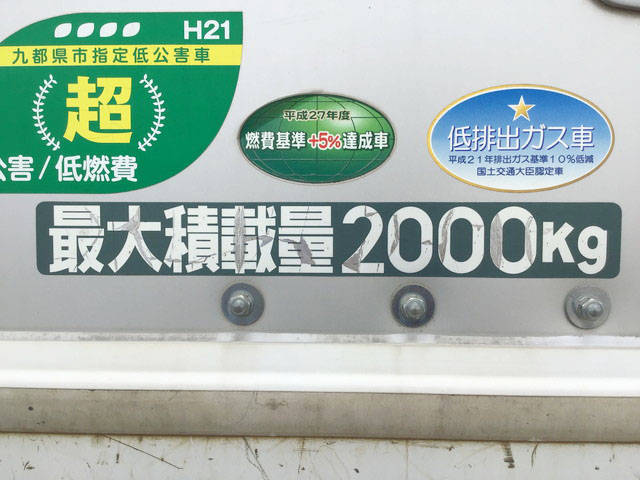 H21
九都県市指定低公害車
超
公害/低燃費
平成27年度
燃費基準+5%達成車
低排出ガス車
平成21年排出ガス基準10%低減
国土交通大臣認定車
最大積載量2000Kg